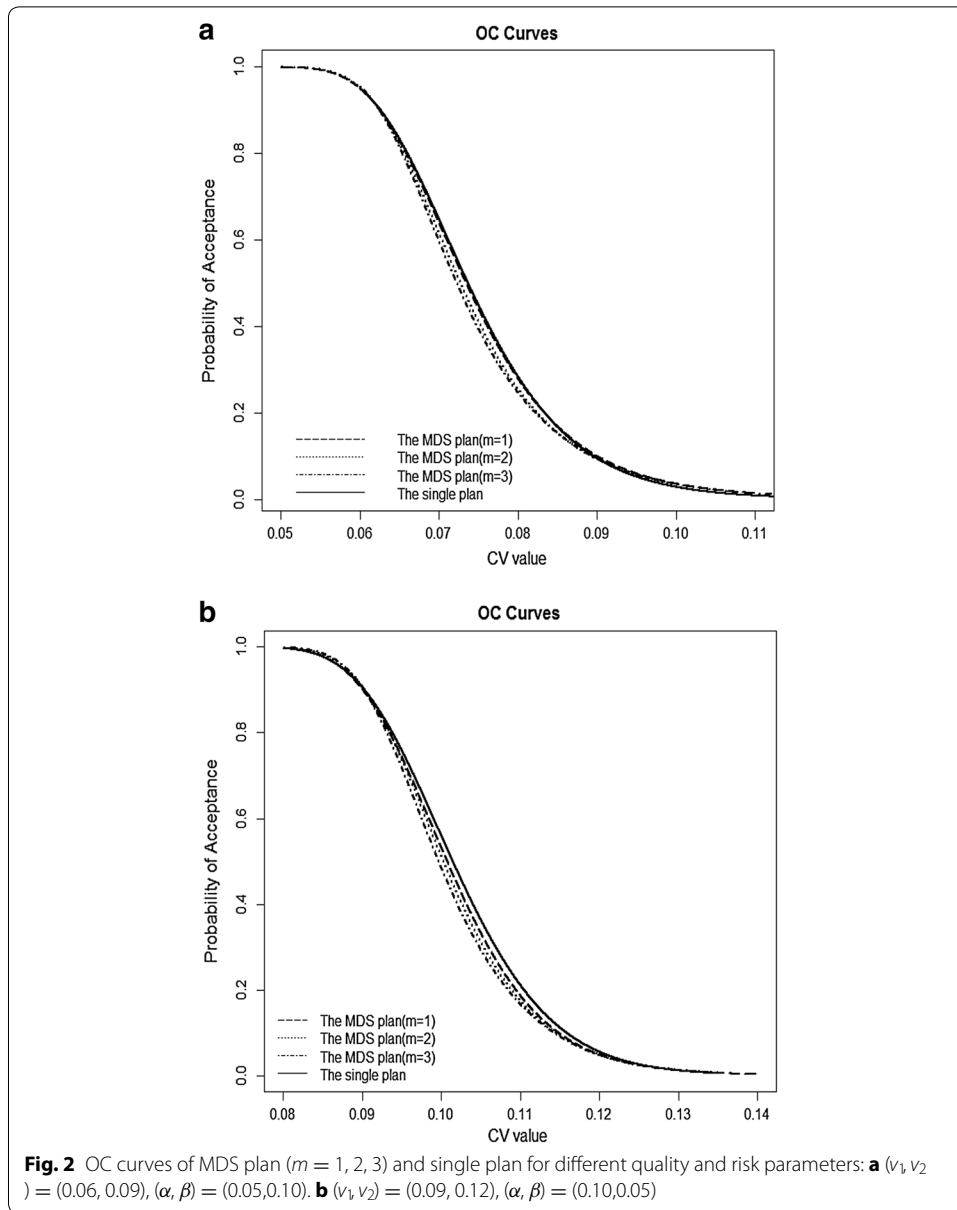 a
OC Curves
Probability of Acceptance
1.0
0.8
0.6
0.4
0.2
0.0
The MDS plan(m=1)
The MDS plan(m=2)
The MDS plan(m=3)
The single plan
0.05 0.06 0.07 0.08 0.09 0.10 0.11
CV value
b
OC Curves
Probability of Acceptance
1.0
0.8
0.6
0.4
0.2
0.0
The MDS plan(m=1)
The MDS plan(m=2)
The MDS plan(m=3)
The single plan
0.08 0.09 0.10 0.11 0.12 0.13 0.14
CV value
Fig. 2 OC curves of MDS plan (m = 1, 2, 3) and single plan for different quality and risk parameters: a (v1, v2
) = (0.06, 0.09), (α, β) = (0.05,0.10). b (v1, v2) = (0.09, 0.12), (α, β) = (0.10,0.05)